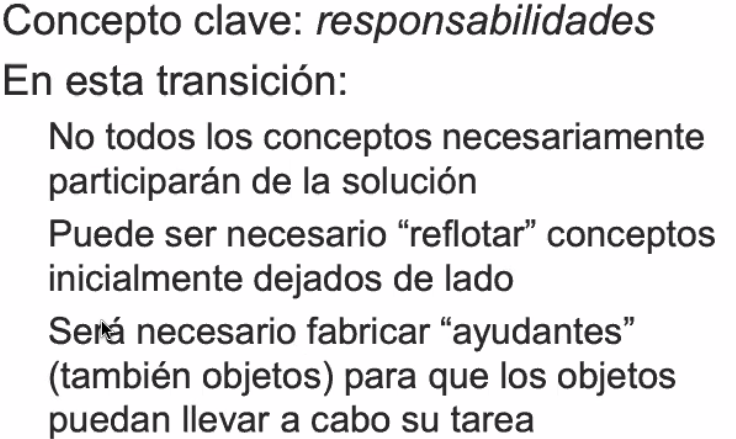 Concepto clave: responsabilidades
En esta transición:
No todos los conceptos necesariamente
participarán de la solución
Puede ser necesario “reflotar” conceptos
inicialmente dejados de lado
Será necesario fabricar “ayudantes”
(también objetos) para que los objetos
puedan llevar a cabo su tarea